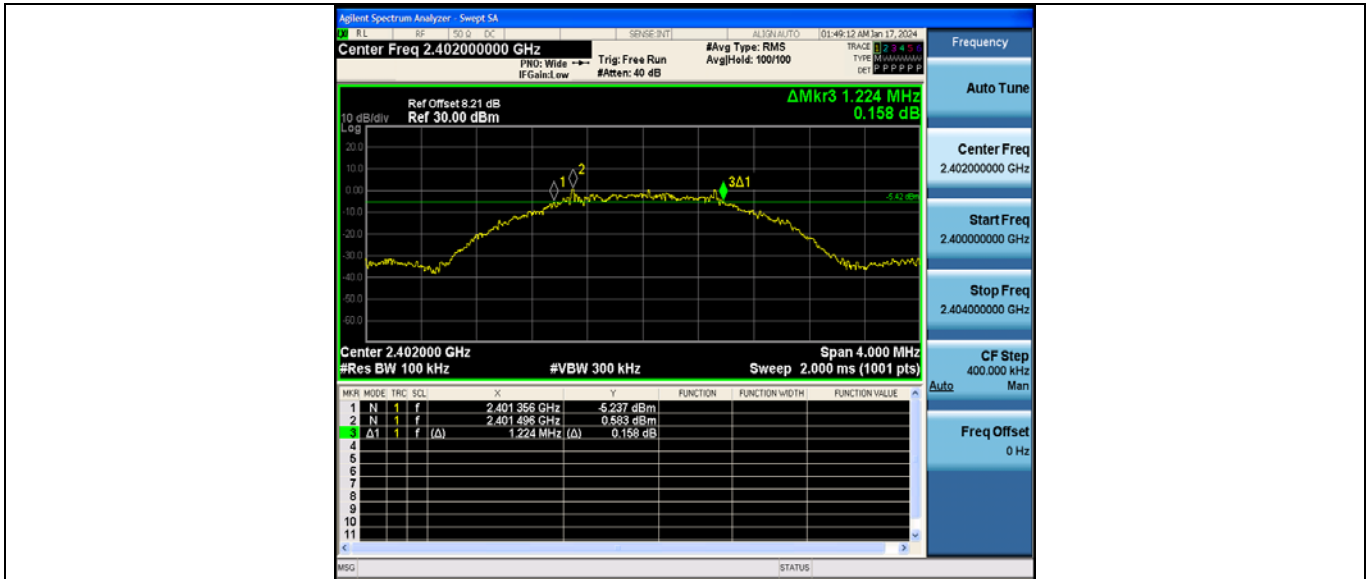 Agilent Spectrum Analyzer - Swept SA
RL RF 50 Ω DC SENSE:INT ALIGN AUTO 01:49:12 AM Jan 17, 2024
Center Freq 2.402000000 GHz
PNO: Wide
IFGain:Low
Trig: Free Run
#Atten: 40 dB
#Avg Type: RMS
Avg|Hold: 100/100
TRACE 1 2 3 4 5 6
TYPE M
DET P P P P P P
ΔMkr3 1.224 MHz
0.158 dB
Ref Offset 8.21 dB
10 dB/div Ref 30.00 dBm
Log
20.0
10.0
0.00
-10.0
-20.0
-30.0
-40.0
-50.0
-60.0
1
2
3Δ1
-5.42 dBm
Center 2.402000 GHz Span 4.000 MHz
#Res BW 100 kHz #VBW 300 kHz Sweep 2.000 ms (1001 pts)
MKR MODE TRC SCL X Y FUNCTION FUNCTION WIDTH FUNCTION VALUE
1 N 1 f 2.401 356 GHz -5.237 dBm
2 N 1 f 2.401 496 GHz 0.583 dBm
3 Δ1 1 f (Δ) 1.224 MHz (Δ) 0.158 dB
4
5
6
7
8
9
10
11
MSG STATUS
Frequency
Auto Tune
Center Freq
2.402000000 GHz
Start Freq
2.400000000 GHz
Stop Freq
2.404000000 GHz
CF Step
400.000 kHz
Auto Man
Freq Offset
0 Hz